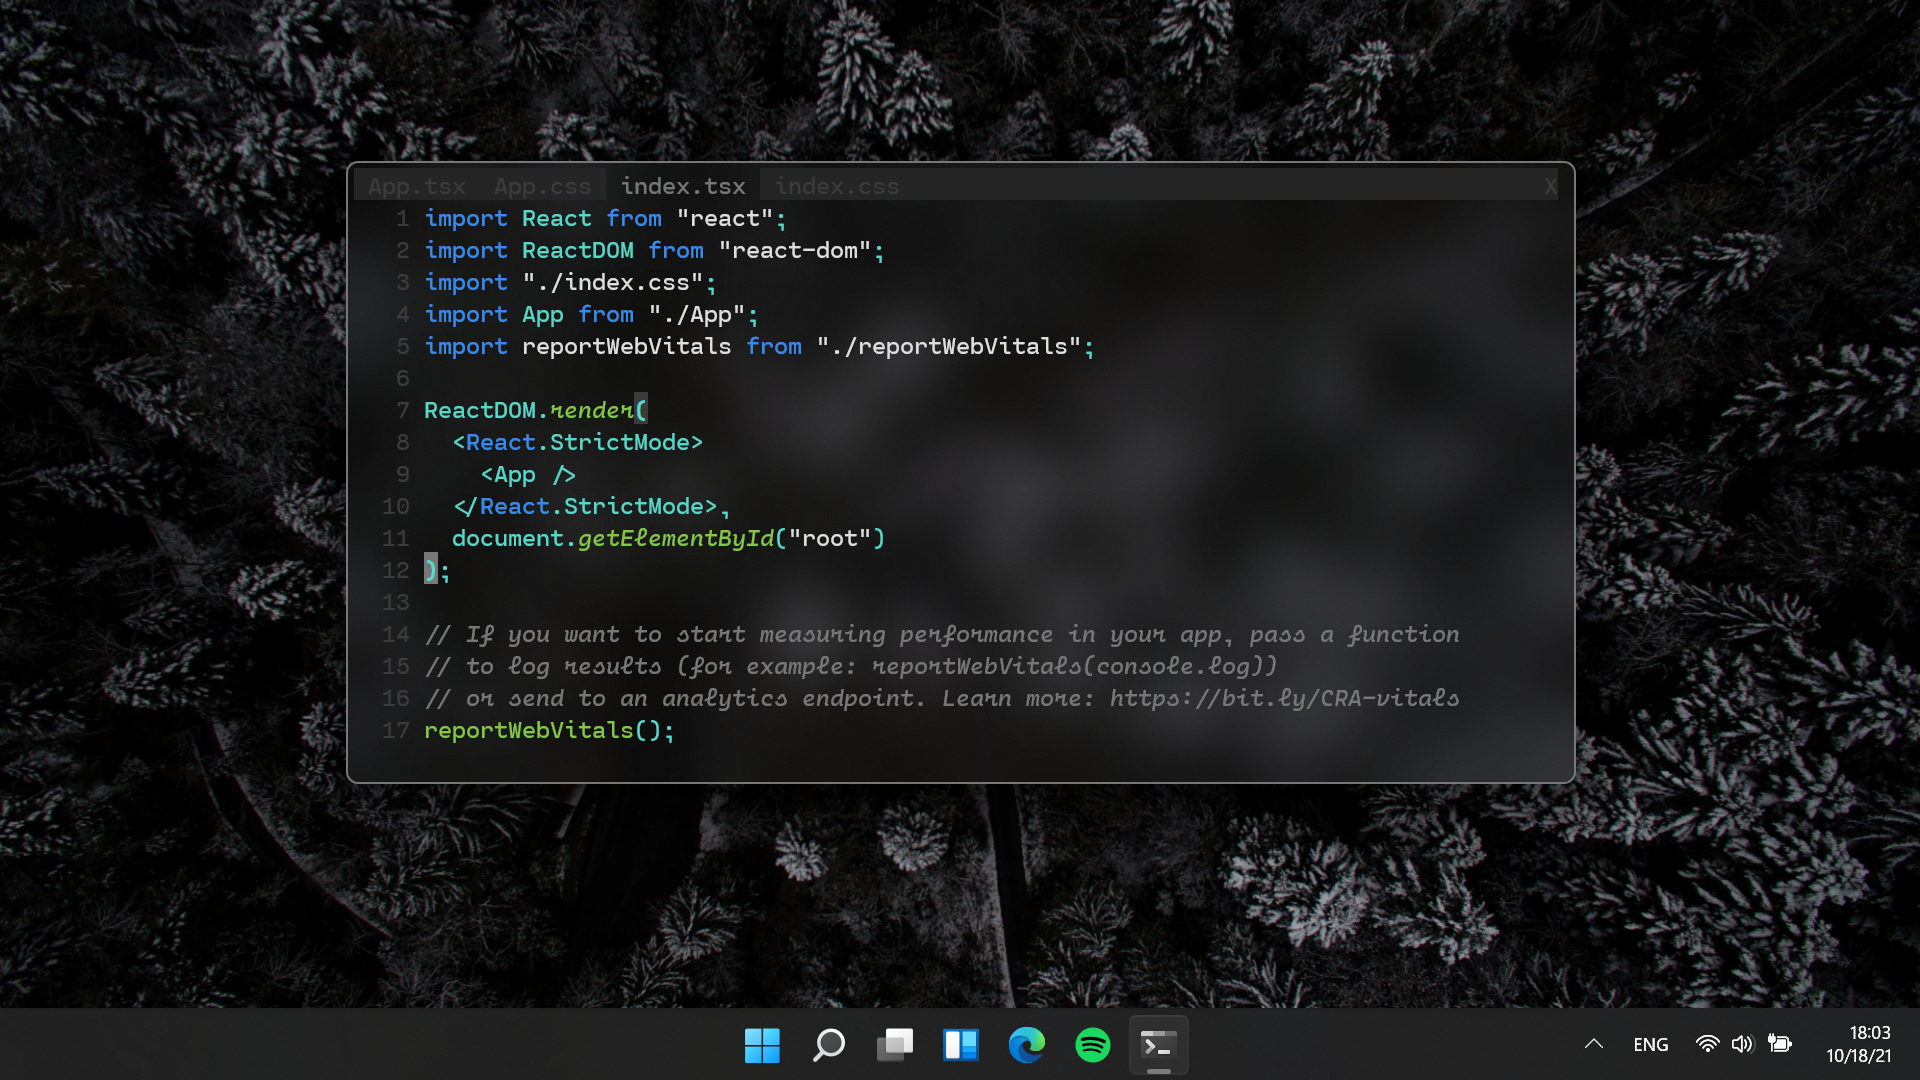 App.tsx App.css index.tsx index.css X
1 import React from "react";
2 import ReactDOM from "react-dom";
3 import "./index.css";
4 import App from "./App";
5 import reportWebVitals from "./reportWebVitals";
6
7 ReactDOM.render(
8   <React.StrictMode>
9     <App />
10   </React.StrictMode>,
11   document.getElementById("root")
12 );
13
14 // If you want to start measuring performance in your app, pass a function
15 // to log results (for example: reportWebVitals(console.log))
16 // or send to an analytics endpoint. Learn more: https://bit.ly/CRA-vitals
17 reportWebVitals();
ENG
18:03
10/18/21